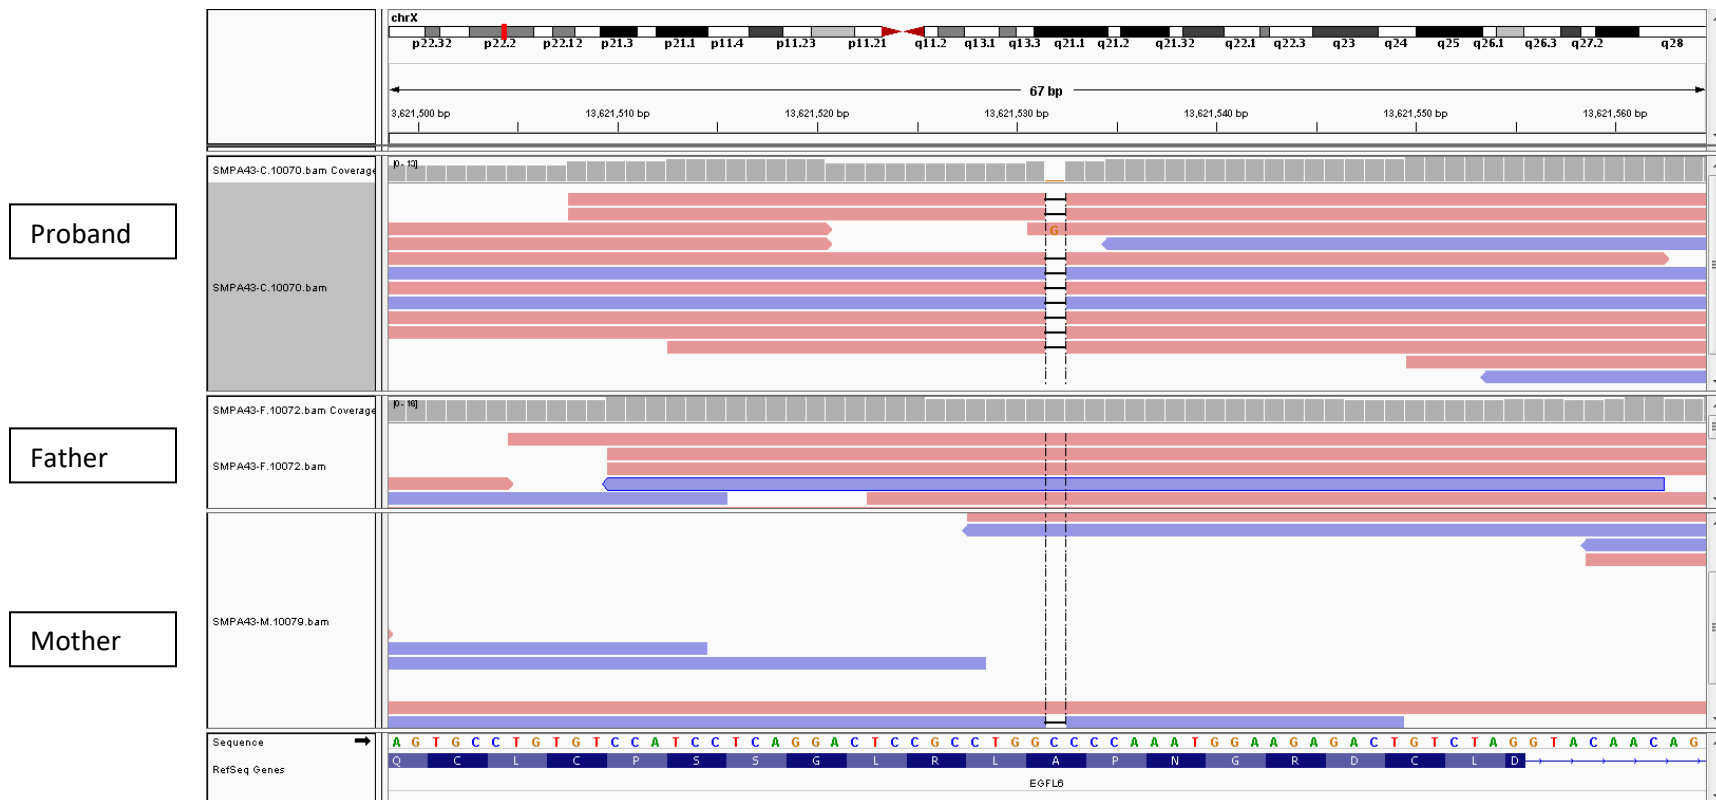 chrX
p22.32 p22.2 p22.12 p21.3 p21.1 p11.4 p11.23 p11.21 q11.2 q13.1 q13.3 q21.1 q21.2 q21.32 q22.1 q22.3 q23 q24 q25 q26.1 q26.3 q27.2 q28
67 bp
3,621,500 bp 13,621,510 bp 13,621,520 bp 13,621,530 bp 13,621,540 bp 13,621,550 bp 13,621,560 bp
SMPA43-C.10070.bam Coverage
[0 - 13]
Proband
G
SMPA43-C.10070.bam
SMPA43-F.10072.bam Coverage
[0 - 16]
Father
SMPA43-F.10072.bam
Mother
SMPA43-M.10079.bam
Sequence A G T G C C T G T G T C C A T C C T C A G G A C T C C G C C T G G C C C C A A A T G G A A G A G A C T G T C T A G G T A C A A C A G
RefSeq Genes Q C L C P S S G L R L A P N G R D C L D
EGFL6